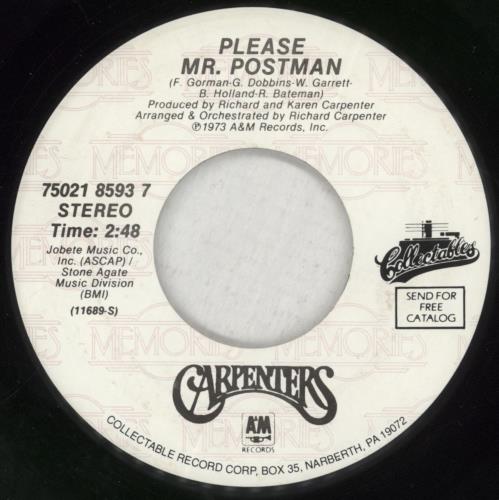 PLEASE
MR. POSTMAN
(F. Gorman-G. Dobbins-W. Garrett-
B. Holland-R. Bateman)
Produced by Richard and Karen Carpenter
Arranged & Orchestrated by Richard Carpenter
℗1973 A&M Records, Inc.
MEMORIES
MEMORIES
75021 8593 7
STEREO
Time: 2:48
Jobete Music Co.,
Inc. (ASCAP) /
Stone Agate
Music Division
(BMI)
(11689-S)
Collectables
SEND FOR
FREE
CATALOG
CARPENTERS
A&M
RECORDS
COLLECTABLE RECORD CORP, BOX 35, NARBERTH, PA 19072